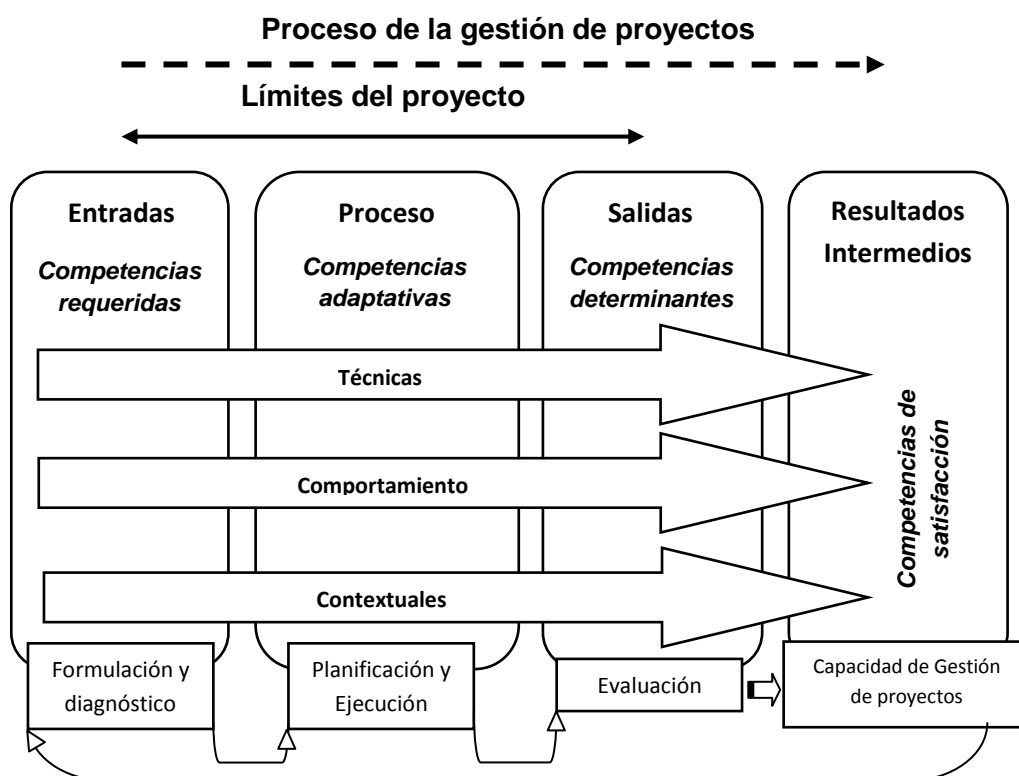 Proceso de la gestión de proyectos
Límites del proyecto
Entradas
Competencias
requeridas
Proceso
Competencias
adaptativas
Salidas
Competencias
determinantes
Resultados
Intermedios
Técnicas
Comportamiento
Contextuales
Competencias de
satisfacción
Formulación y
diagnóstico
Planificación y
Ejecución
Evaluación
Capacidad de Gestión
de proyectos